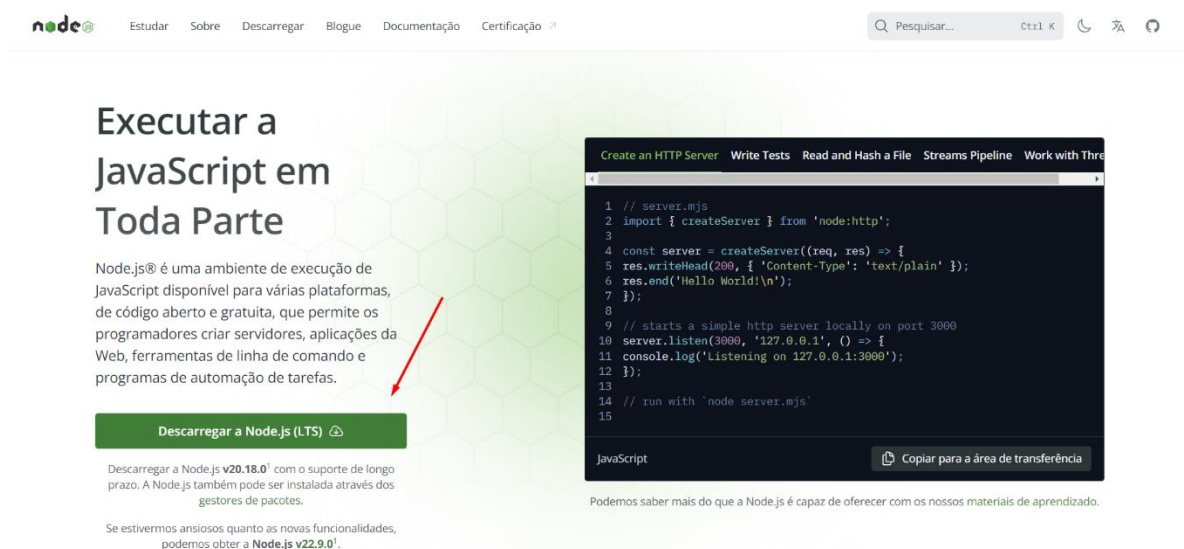 node
Estudar Sobre Descarregar Blogue Documentação Certificação
Pesquisar... Ctrl K
Executar a
JavaScript em
Toda Parte
Node.js® é uma ambiente de execução de
JavaScript disponível para várias plataformas,
de código aberto e gratuita, que permite os
programadores criar servidores, aplicações da
Web, ferramentas de linha de comando e
programas de automação de tarefas.
Descarregar a Node.js (LTS)
Descarregar a Node.js v20.18.0¹ com o suporte de longo
prazo. A Node.js também pode ser instalada através dos
gestores de pacotes.
Se estivermos ansiosos quanto as novas funcionalidades,
podemos obter a Node.js v22.9.0¹.
Create an HTTP Server Write Tests Read and Hash a File Streams Pipeline Work with Thre
1 // server.mjs
2 import { createServer } from 'node:http';
3
4 const server = createServer((req, res) => {
5 res.writeHead(200, { 'Content-Type': 'text/plain' });
6 res.end('Hello World!\n');
7 });
8
9 // starts a simple http server locally on port 3000
10 server.listen(3000, '127.0.0.1', () => {
11 console.log('Listening on 127.0.0.1:3000');
12 });
13
14 // run with `node server.mjs`
15
JavaScript Copiar para a área de transferência
Podemos saber mais do que a Node.js é capaz de oferecer com os nossos materiais de aprendizado.